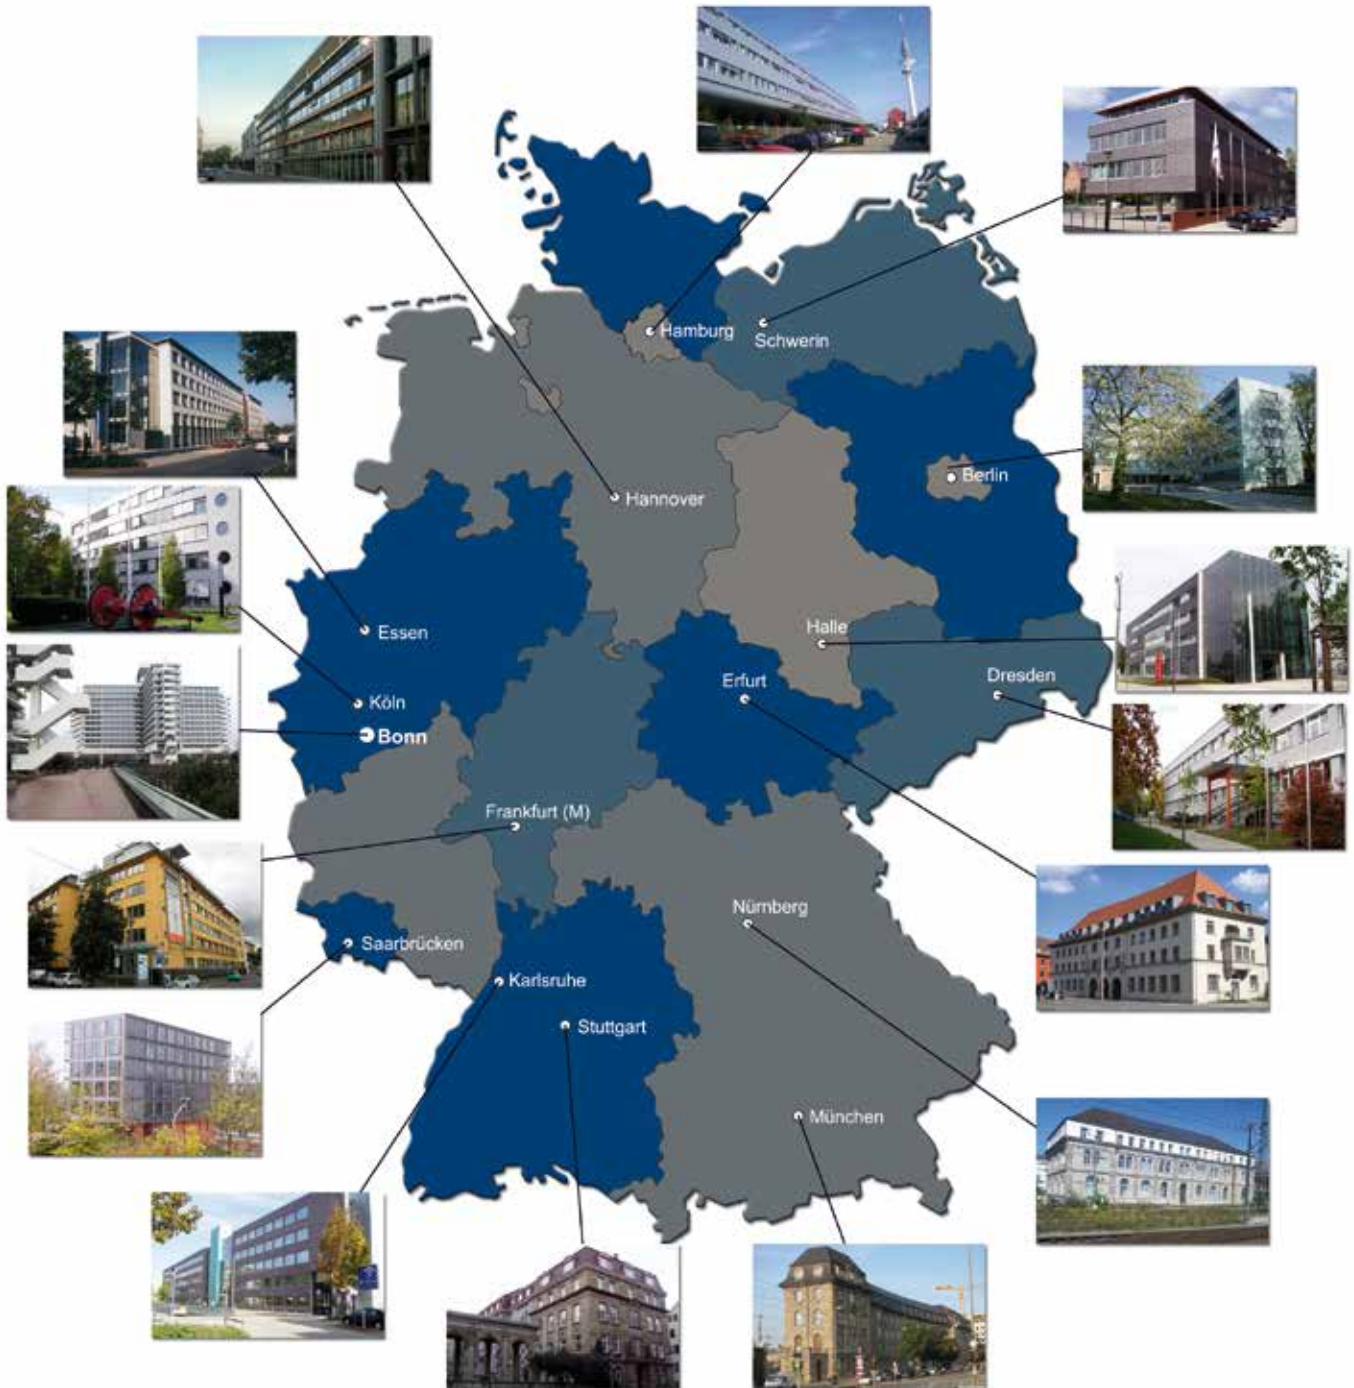 Hamburg
Schwerin
Berlin
Hannover
Essen
Halle
Köln
Erfurt
Dresden
Bonn
Frankfurt (M)
Nürnberg
Saarbrücken
Karlsruhe
Stuttgart
München